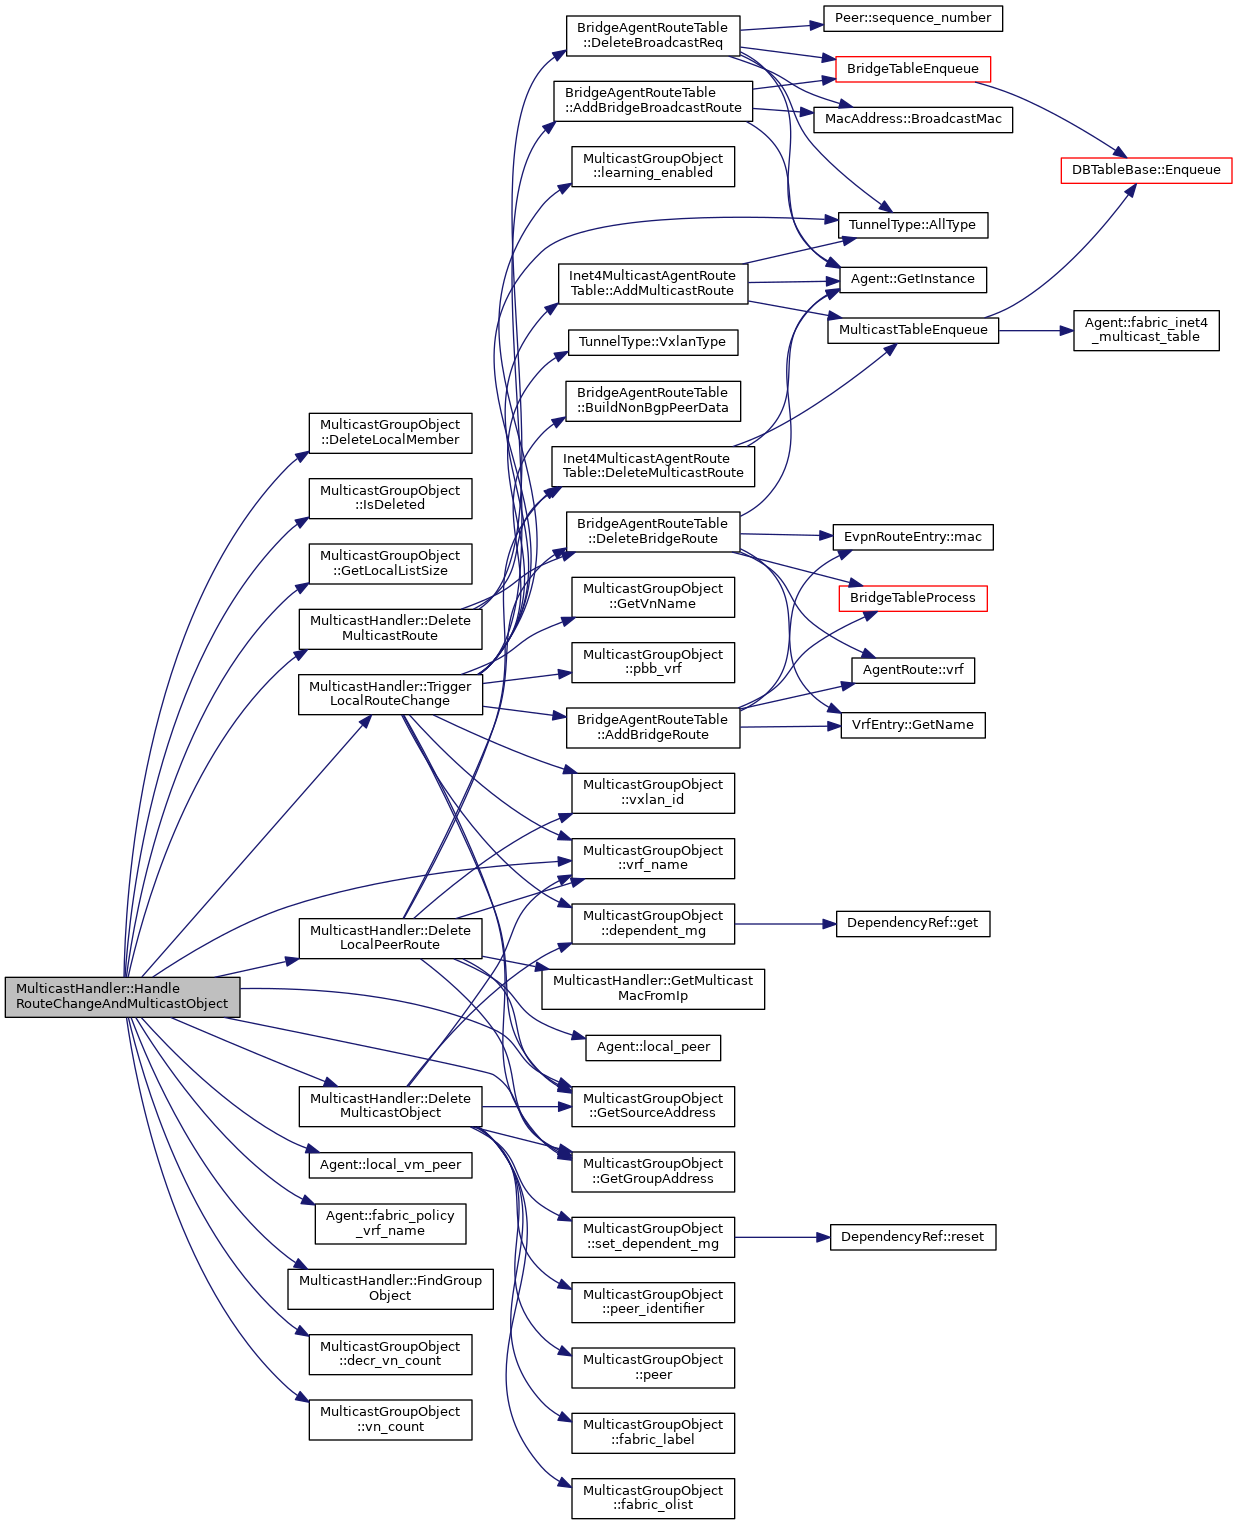 MulticastHandler::Handle
RouteChangeAndMulticastObject
MulticastGroupObject
::DeleteLocalMember
MulticastGroupObject
::IsDeleted
MulticastGroupObject
::GetLocalListSize
MulticastHandler::Delete
MulticastRoute
MulticastHandler::Trigger
LocalRouteChange
MulticastHandler::Delete
LocalPeerRoute
MulticastHandler::Delete
MulticastObject
Agent::local_vm_peer
Agent::fabric_policy
_vrf_name
MulticastHandler::FindGroup
Object
MulticastGroupObject
::decr_vn_count
MulticastGroupObject
::vn_count
BridgeAgentRouteTable
::DeleteBroadcastReq
BridgeAgentRouteTable
::AddBridgeBroadcastRoute
MulticastGroupObject
::learning_enabled
Inet4MulticastAgentRoute
Table::AddMulticastRoute
TunnelType::VxlanType
BridgeAgentRouteTable
::BuildNonBgpPeerData
Inet4MulticastAgentRoute
Table::DeleteMulticastRoute
BridgeAgentRouteTable
::DeleteBridgeRoute
MulticastGroupObject
::GetVnName
MulticastGroupObject
::pbb_vrf
BridgeAgentRouteTable
::AddBridgeRoute
MulticastGroupObject
::vxlan_id
MulticastGroupObject
::vrf_name
MulticastGroupObject
::dependent_mg
MulticastHandler::GetMulticast
MacFromIp
Agent::local_peer
MulticastGroupObject
::GetSourceAddress
MulticastGroupObject
::GetGroupAddress
MulticastGroupObject
::set_dependent_mg
MulticastGroupObject
::peer_identifier
MulticastGroupObject
::peer
MulticastGroupObject
::fabric_label
MulticastGroupObject
::fabric_olist
Peer::sequence_number
BridgeTableEnqueue
MacAddress::BroadcastMac
TunnelType::AllType
Agent::GetInstance
MulticastTableEnqueue
EvpnRouteEntry::mac
BridgeTableProcess
AgentRoute::vrf
VrfEntry::GetName
DependencyRef::get
DependencyRef::reset
DBTableBase::Enqueue
Agent::fabric_inet4
_multicast_table